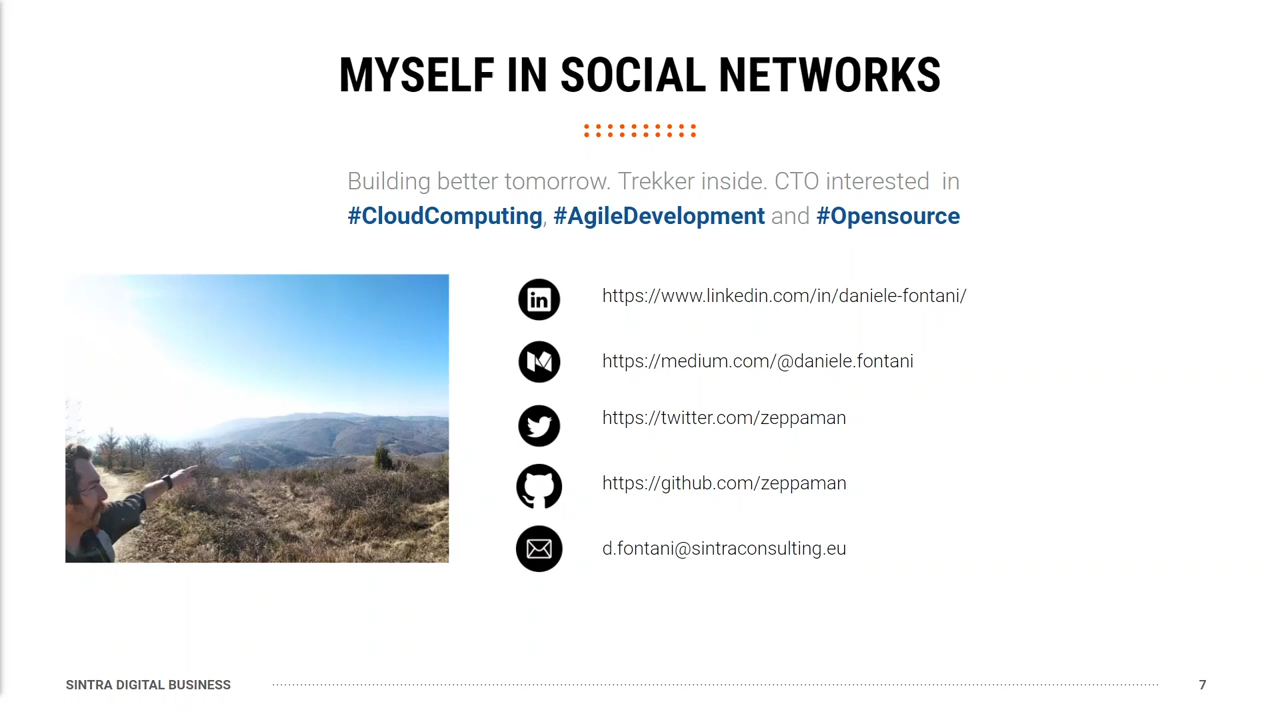 MYSELF IN SOCIAL NETWORKS
Building better tomorrow. Trekker inside. CTO interested in
#CloudComputing, #AgileDevelopment and #Opensource
https://www.linkedin.com/in/daniele-fontani/
https://medium.com/@daniele.fontani
https://twitter.com/zeppaman
https://github.com/zeppaman
d.fontani@sintraconsulting.eu
SINTRA DIGITAL BUSINESS
7